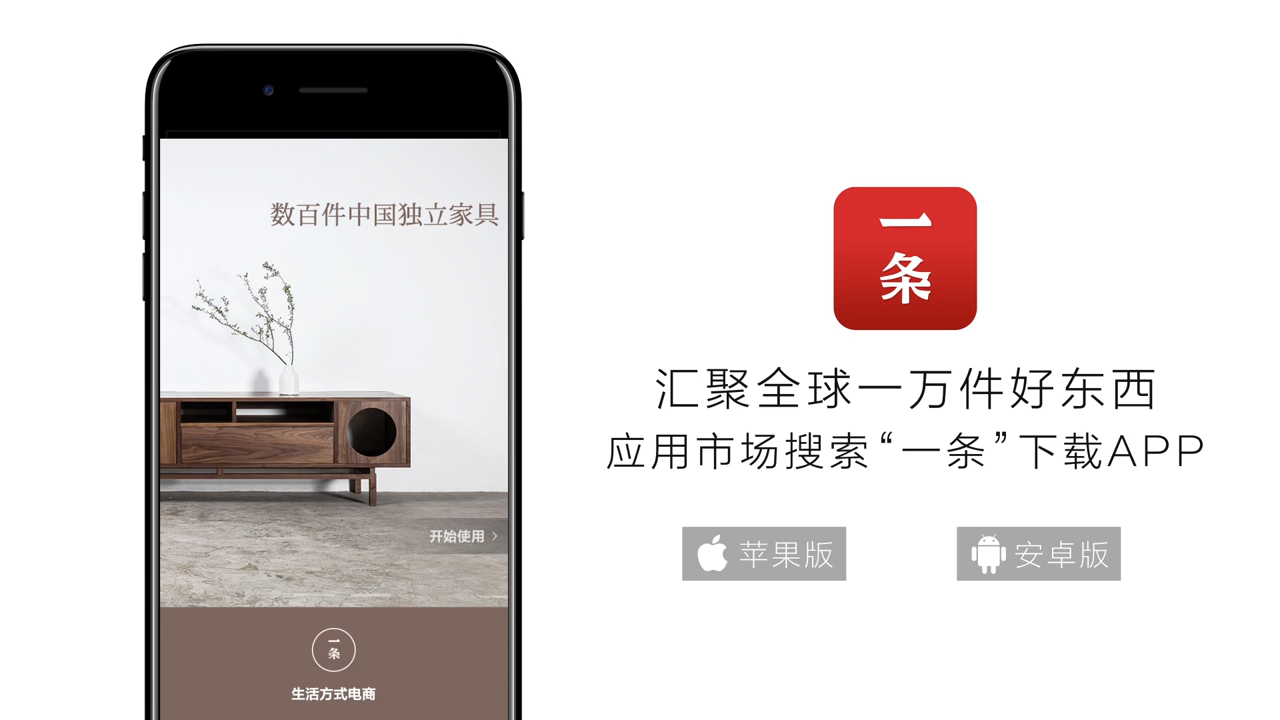 数百件中国独立家具
开始使用 >
一
条
生活方式电商
一
条
汇聚全球一万件好东西
应用市场搜索“一条”下载APP
苹果版
安卓版